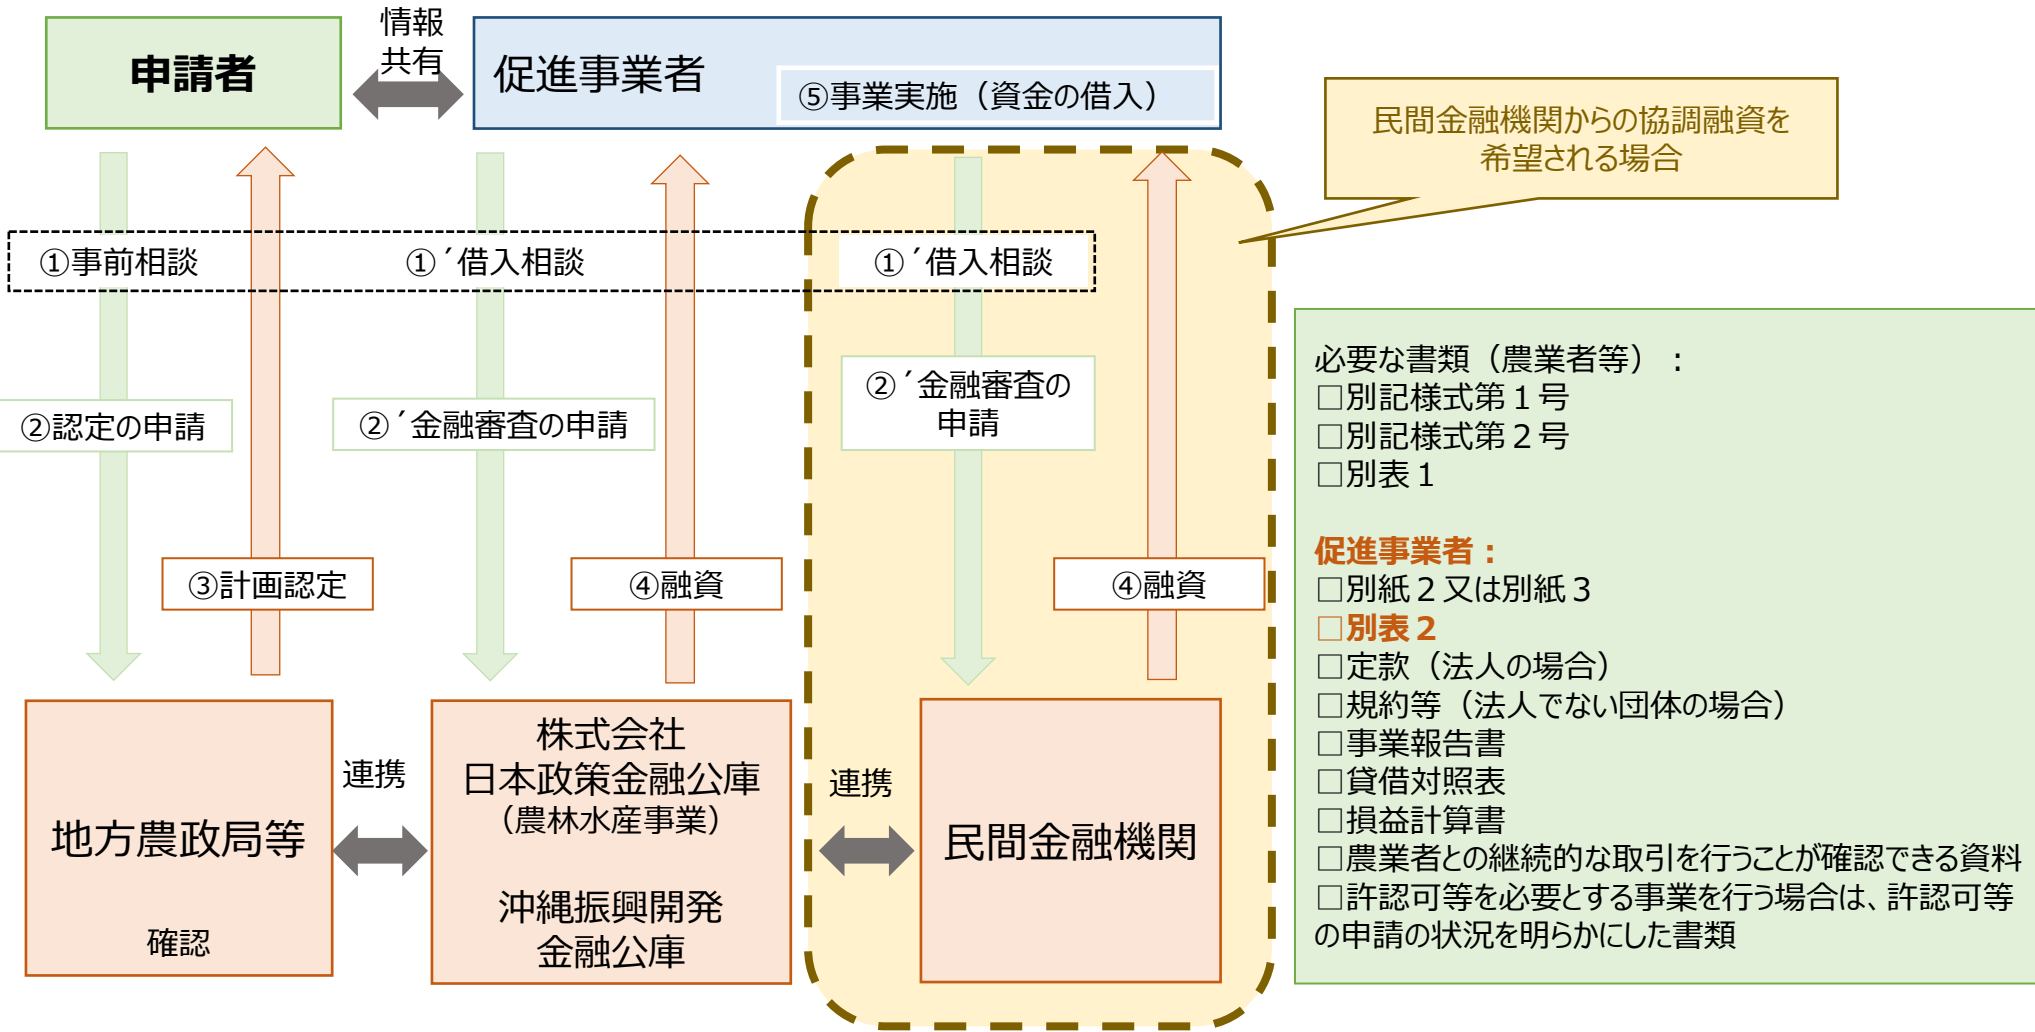 申請者
情報
共有
促進事業者
⑤事業実施（資金の借入）
民間金融機関からの協調融資を
希望される場合
①事前相談
①´借入相談
①´借入相談
②認定の申請
②´金融審査の申請
②´金融審査の
申請
③計画認定
④融資
④融資
地方農政局等
確認
連携
株式会社
日本政策金融公庫
（農林水産事業）
沖縄振興開発
金融公庫
連携
民間金融機関
必要な書類（農業者等）：
□別記様式第１号
□別記様式第２号
□別表１
促進事業者：
□別紙２又は別紙３
□別表２
□定款（法人の場合）
□規約等（法人でない団体の場合）
□事業報告書
□貸借対照表
□損益計算書
□農業者との継続的な取引を行うことが確認できる資料
□許認可等を必要とする事業を行う場合は、許認可等
の申請の状況を明らかにした書類